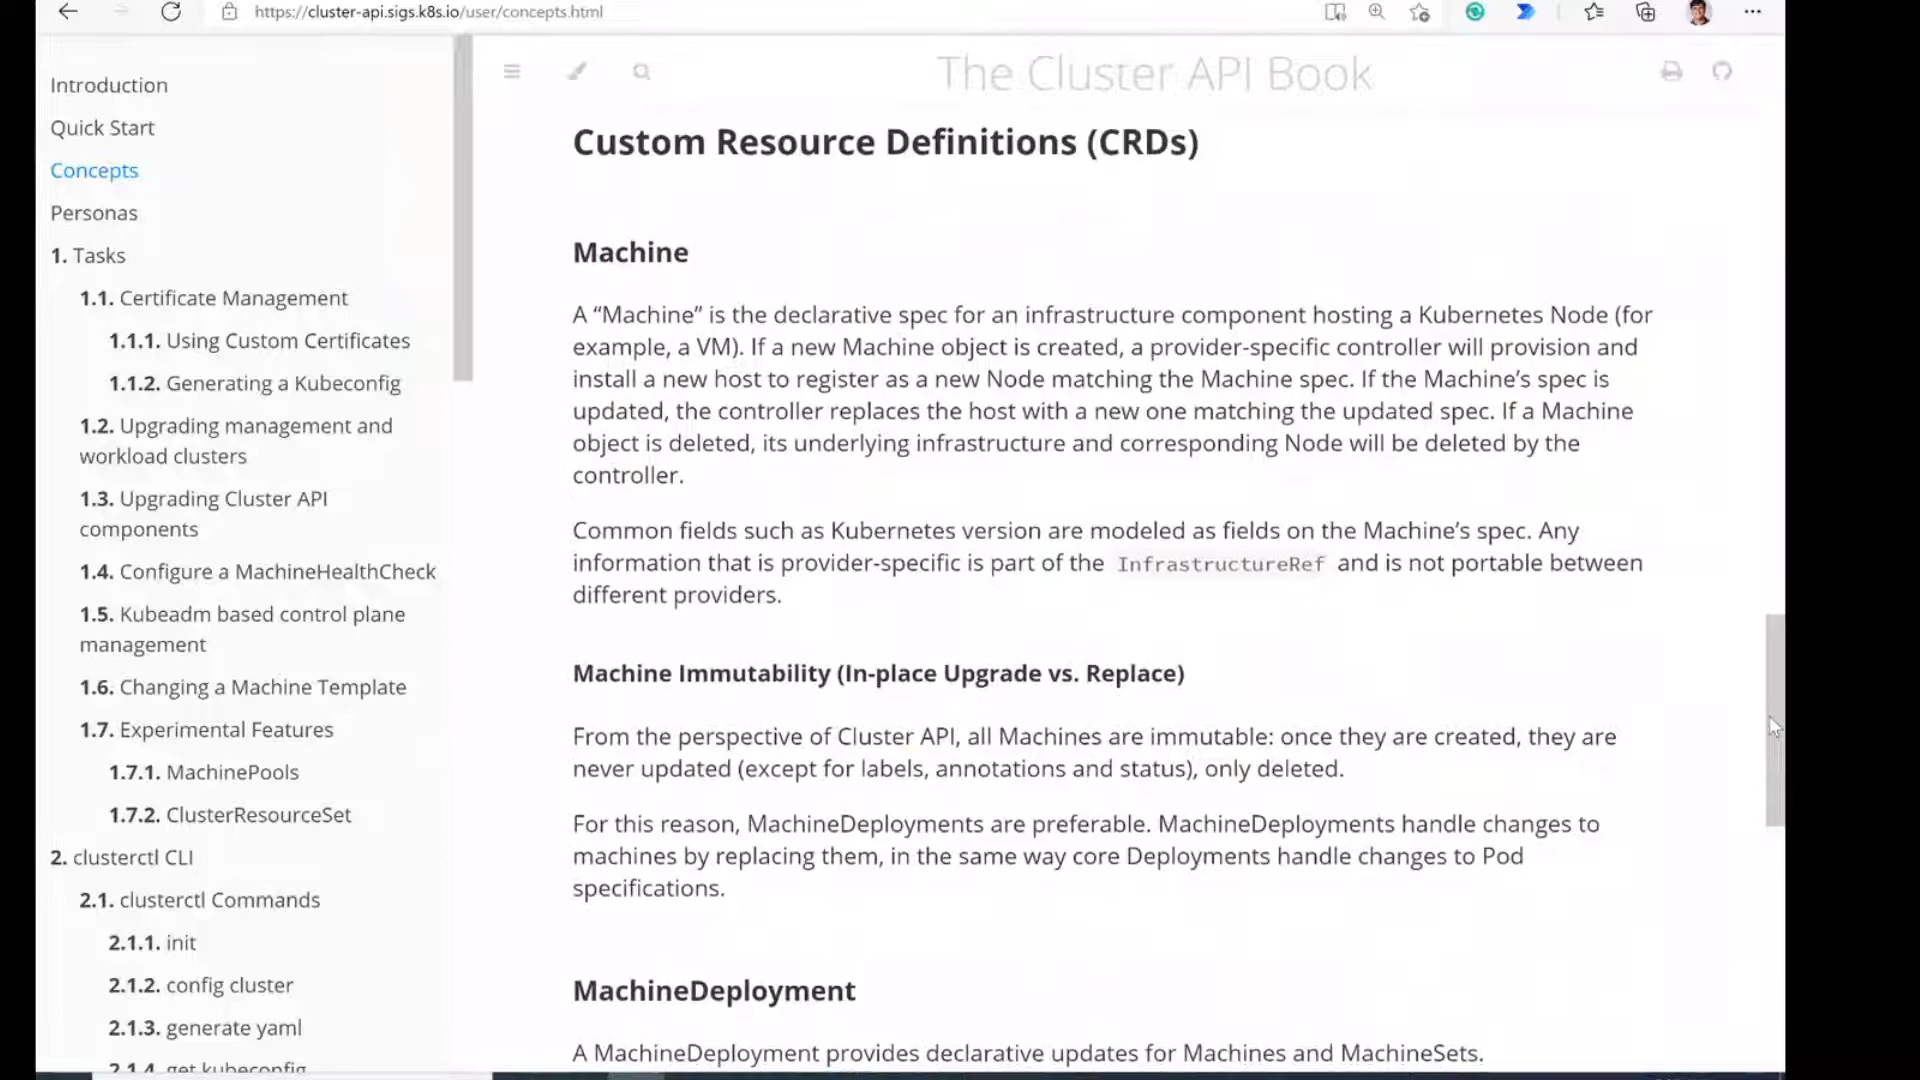 https://cluster-api.sigs.k8s.io/user/concepts.html
Introduction
Quick Start
Concepts
Personas
1. Tasks
1.1. Certificate Management
1.1.1. Using Custom Certificates
1.1.2. Generating a Kubeconfig
1.2. Upgrading management and
workload clusters
1.3. Upgrading Cluster API
components
1.4. Configure a MachineHealthCheck
1.5. Kubeadm based control plane
management
1.6. Changing a Machine Template
1.7. Experimental Features
1.7.1. MachinePools
1.7.2. ClusterResourceSet
2. clusterctl CLI
2.1. clusterctl Commands
2.1.1. init
2.1.2. config cluster
2.1.3. generate yaml
2.1.4. get kubeconfig
The Cluster API Book
Custom Resource Definitions (CRDs)
Machine
A “Machine” is the declarative spec for an infrastructure component hosting a Kubernetes Node (for
example, a VM). If a new Machine object is created, a provider-specific controller will provision and
install a new host to register as a new Node matching the Machine spec. If the Machine’s spec is
updated, the controller replaces the host with a new one matching the updated spec. If a Machine
object is deleted, its underlying infrastructure and corresponding Node will be deleted by the
controller.
Common fields such as Kubernetes version are modeled as fields on the Machine’s spec. Any
information that is provider-specific is part of the InfrastructureRef and is not portable between
different providers.
Machine Immutability (In-place Upgrade vs. Replace)
From the perspective of Cluster API, all Machines are immutable: once they are created, they are
never updated (except for labels, annotations and status), only deleted.
For this reason, MachineDeployments are preferable. MachineDeployments handle changes to
machines by replacing them, in the same way core Deployments handle changes to Pod
specifications.
MachineDeployment
A MachineDeployment provides declarative updates for Machines and MachineSets.